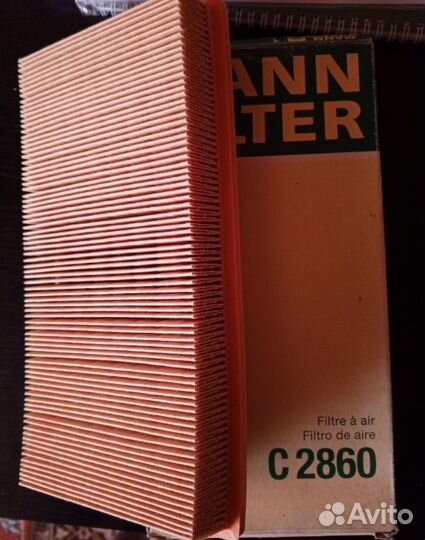 ANN
LTER
Filtre à air
Filtro de aire
C 2860
Avito